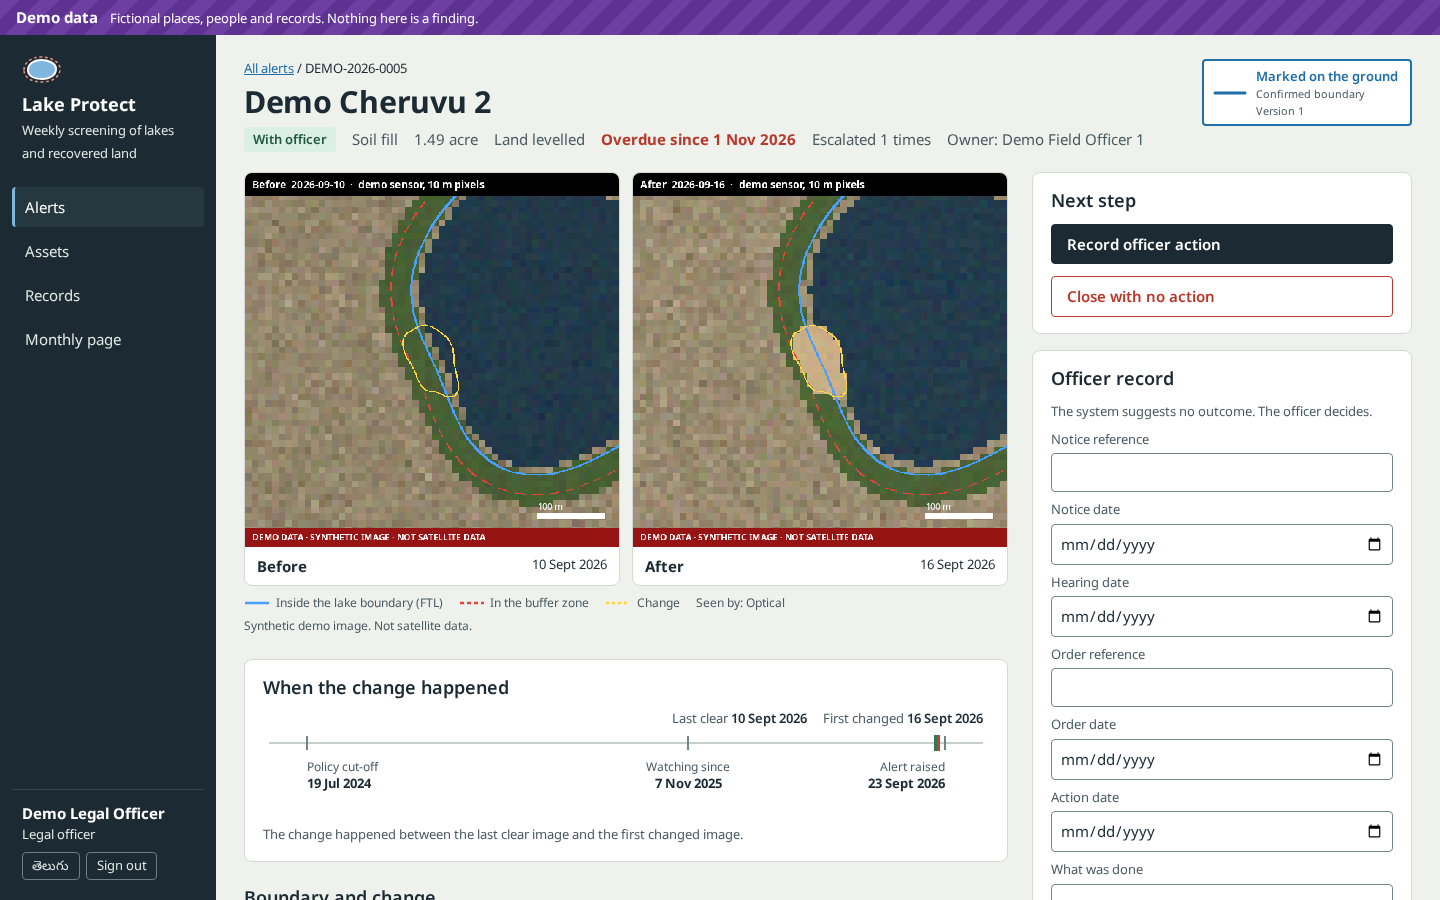 Demo data Fictional places, people and records. Nothing here is a finding.
Lake Protect
Weekly screening of lakes
and recovered land
Alerts
Assets
Records
Monthly page
Demo Legal Officer
Legal officer
తెలుగు Sign out
All alerts / DEMO-2026-0005
Demo Cheruvu 2
With officer Soil fill 1.49 acre Land levelled Overdue since 1 Nov 2026 Escalated 1 times Owner: Demo Field Officer 1
Marked on the ground
Confirmed boundary
Version 1
Before 2026-09-10 · demo sensor, 10 m pixels
100 m
DEMO DATA · SYNTHETIC IMAGE · NOT SATELLITE DATA
Before 10 Sept 2026
After 2026-09-16 · demo sensor, 10 m pixels
100 m
DEMO DATA · SYNTHETIC IMAGE · NOT SATELLITE DATA
After 16 Sept 2026
Inside the lake boundary (FTL) In the buffer zone Change Seen by: Optical
Synthetic demo image. Not satellite data.
When the change happened
Last clear 10 Sept 2026 First changed 16 Sept 2026
Policy cut-off Watching since Alert raised
19 Jul 2024 7 Nov 2025 23 Sept 2026
The change happened between the last clear image and the first changed image.
Boundary and change
Next step
Record officer action
Close with no action
Officer record
The system suggests no outcome. The officer decides.
Notice reference
Notice date
mm/dd/yyyy
Hearing date
mm/dd/yyyy
Order reference
Order date
mm/dd/yyyy
Action date
mm/dd/yyyy
What was done